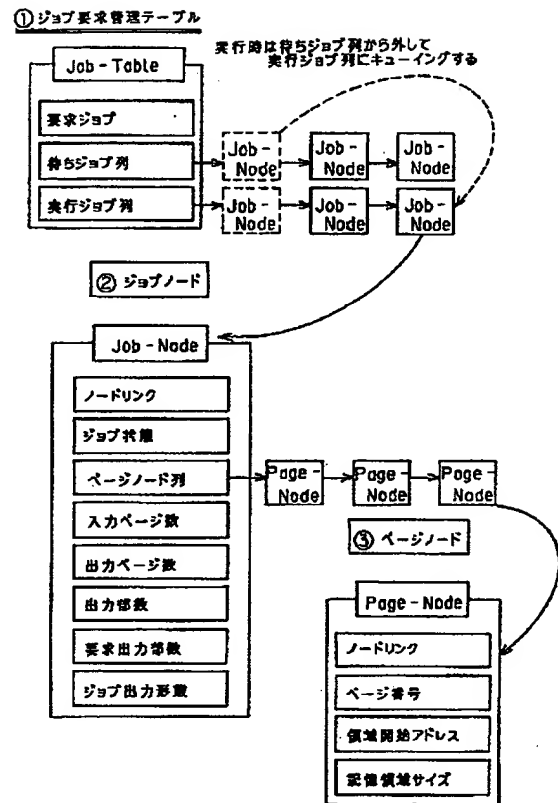 ①ジョブ要求管理テーブル
Job-Table
実行時は待ちジョブ列から外して
実行ジョブ列にキューイングする
要求ジョブ
待ちジョブ列
Job-
Node
Job-
Node
Job-
Node
実行ジョブ列
Job-
Node
Job-
Node
Job-
Node
② ジョブノード
Job-Node
ノードリンク
ジョブ状態
ページノード列
Page-
Node
Page-
Node
Page-
Node
入力ページ数
出力ページ数
出力部数
要求出力部数
ジョブ出力形態
③ ページノード
Page-Node
ノードリンク
ページ番号
領域開始アドレス
記憶領域サイズ